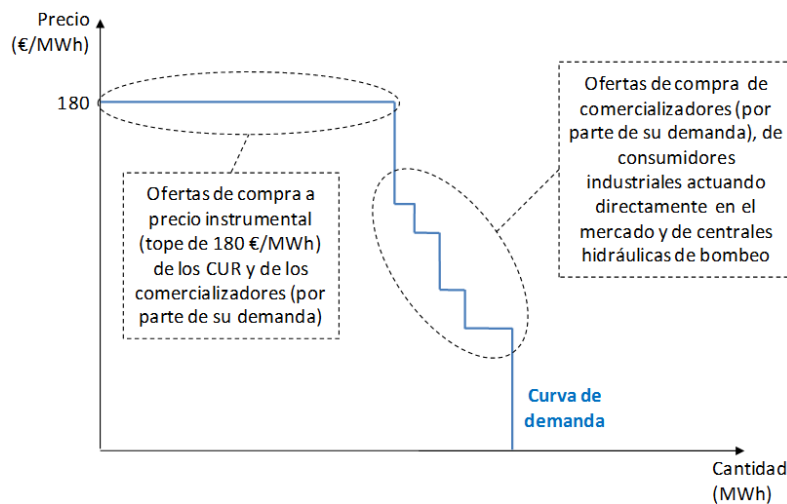 Precio
(€/MWh)
180
Ofertas de compra a
precio instrumental
(tope de 180 €/MWh)
de los CUR y de los
comercializadores (por
parte de su demanda)
Ofertas de compra de
comercializadores (por
parte de su demanda), de
consumidores
industriales actuando
directamente en el
mercado y de centrales
hidráulicas de bombeo
Curva de
demanda
Cantidad
(MWh)